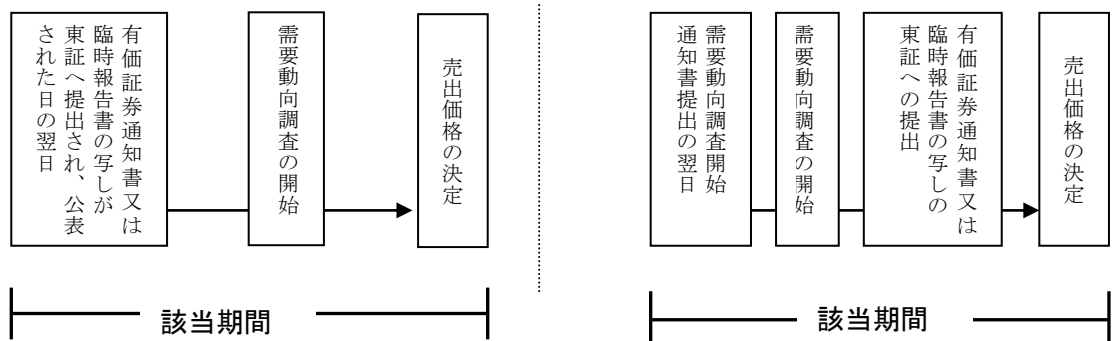 有価証券通知書又は
臨時報告書の写しが
東証へ提出され、公表
された日の翌日
需要動向調査の開始
売出価格の決定
該当期間
需要動向調査開始
通知書提出の翌日
需要動向調査の開始
有価証券通知書又は
臨時報告書の写しの
東証への提出
売出価格の決定
該当期間